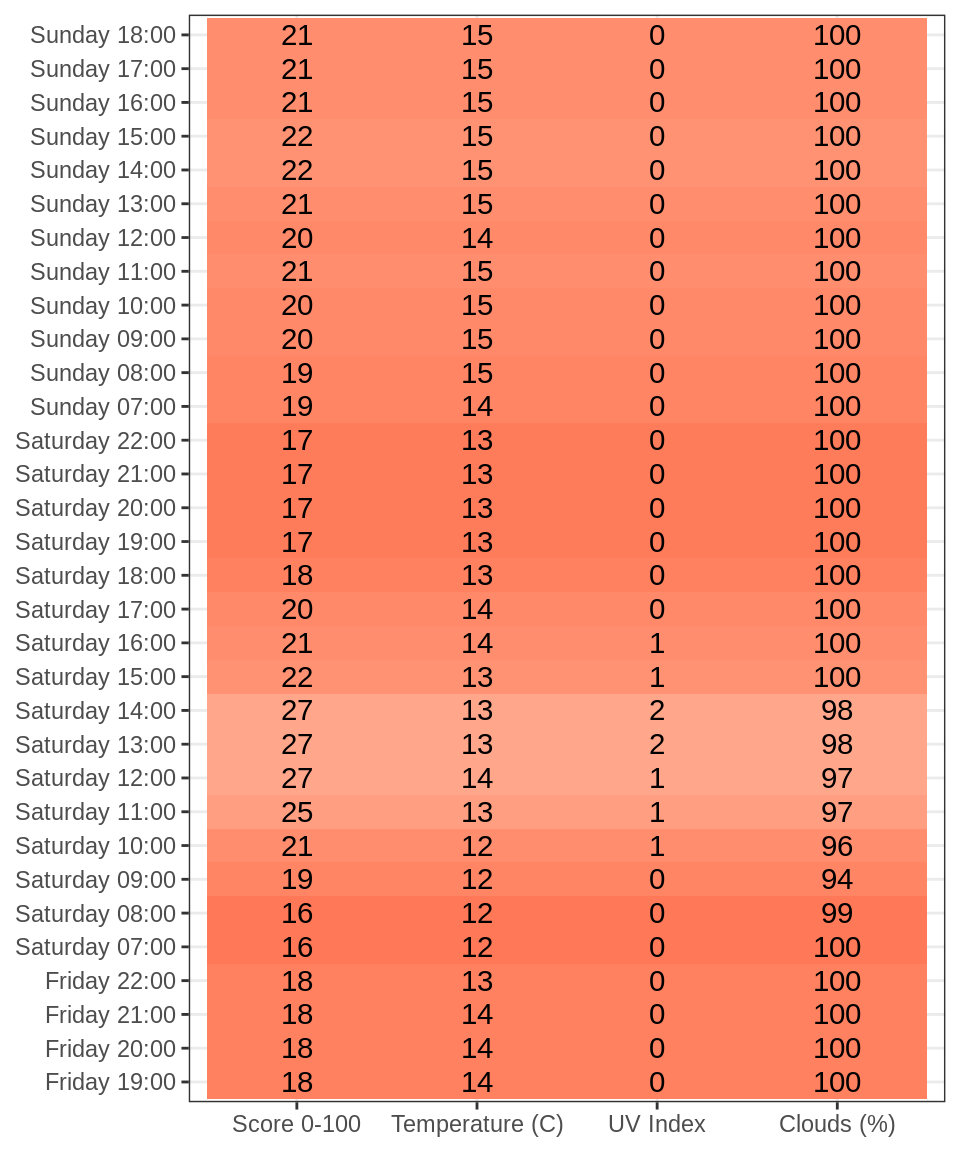 Sunday 18:00 21 15 0 100
Sunday 17:00 21 15 0 100
Sunday 16:00 21 15 0 100
Sunday 15:00 22 15 0 100
Sunday 14:00 22 15 0 100
Sunday 13:00 21 15 0 100
Sunday 12:00 20 14 0 100
Sunday 11:00 21 15 0 100
Sunday 10:00 20 15 0 100
Sunday 09:00 20 15 0 100
Sunday 08:00 19 15 0 100
Sunday 07:00 19 14 0 100
Saturday 22:00 17 13 0 100
Saturday 21:00 17 13 0 100
Saturday 20:00 17 13 0 100
Saturday 19:00 17 13 0 100
Saturday 18:00 18 13 0 100
Saturday 17:00 20 14 0 100
Saturday 16:00 21 14 1 100
Saturday 15:00 22 13 1 100
Saturday 14:00 27 13 2 98
Saturday 13:00 27 13 2 98
Saturday 12:00 27 14 1 97
Saturday 11:00 25 13 1 97
Saturday 10:00 21 12 1 96
Saturday 09:00 19 12 0 94
Saturday 08:00 16 12 0 99
Saturday 07:00 16 12 0 100
Friday 22:00 18 13 0 100
Friday 21:00 18 14 0 100
Friday 20:00 18 14 0 100
Friday 19:00 18 14 0 100
Score 0-100 Temperature (C) UV Index Clouds (%)